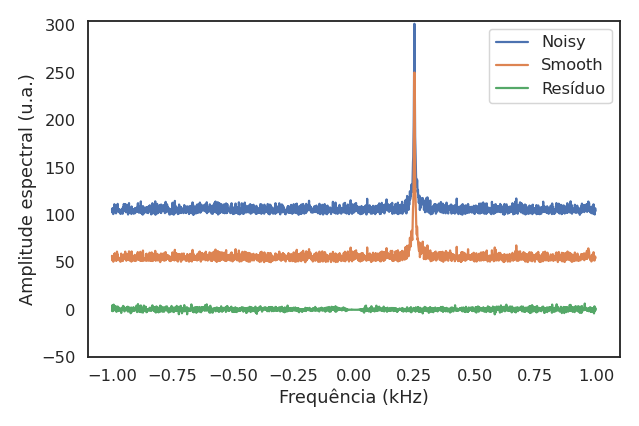 300
250
200
150
100
50
0
−50
Amplitude espectral (u.a.)
Noisy
Smooth
Resíduo
−1.00 −0.75 −0.50 −0.25 0.00 0.25 0.50 0.75 1.00
Frequência (kHz)